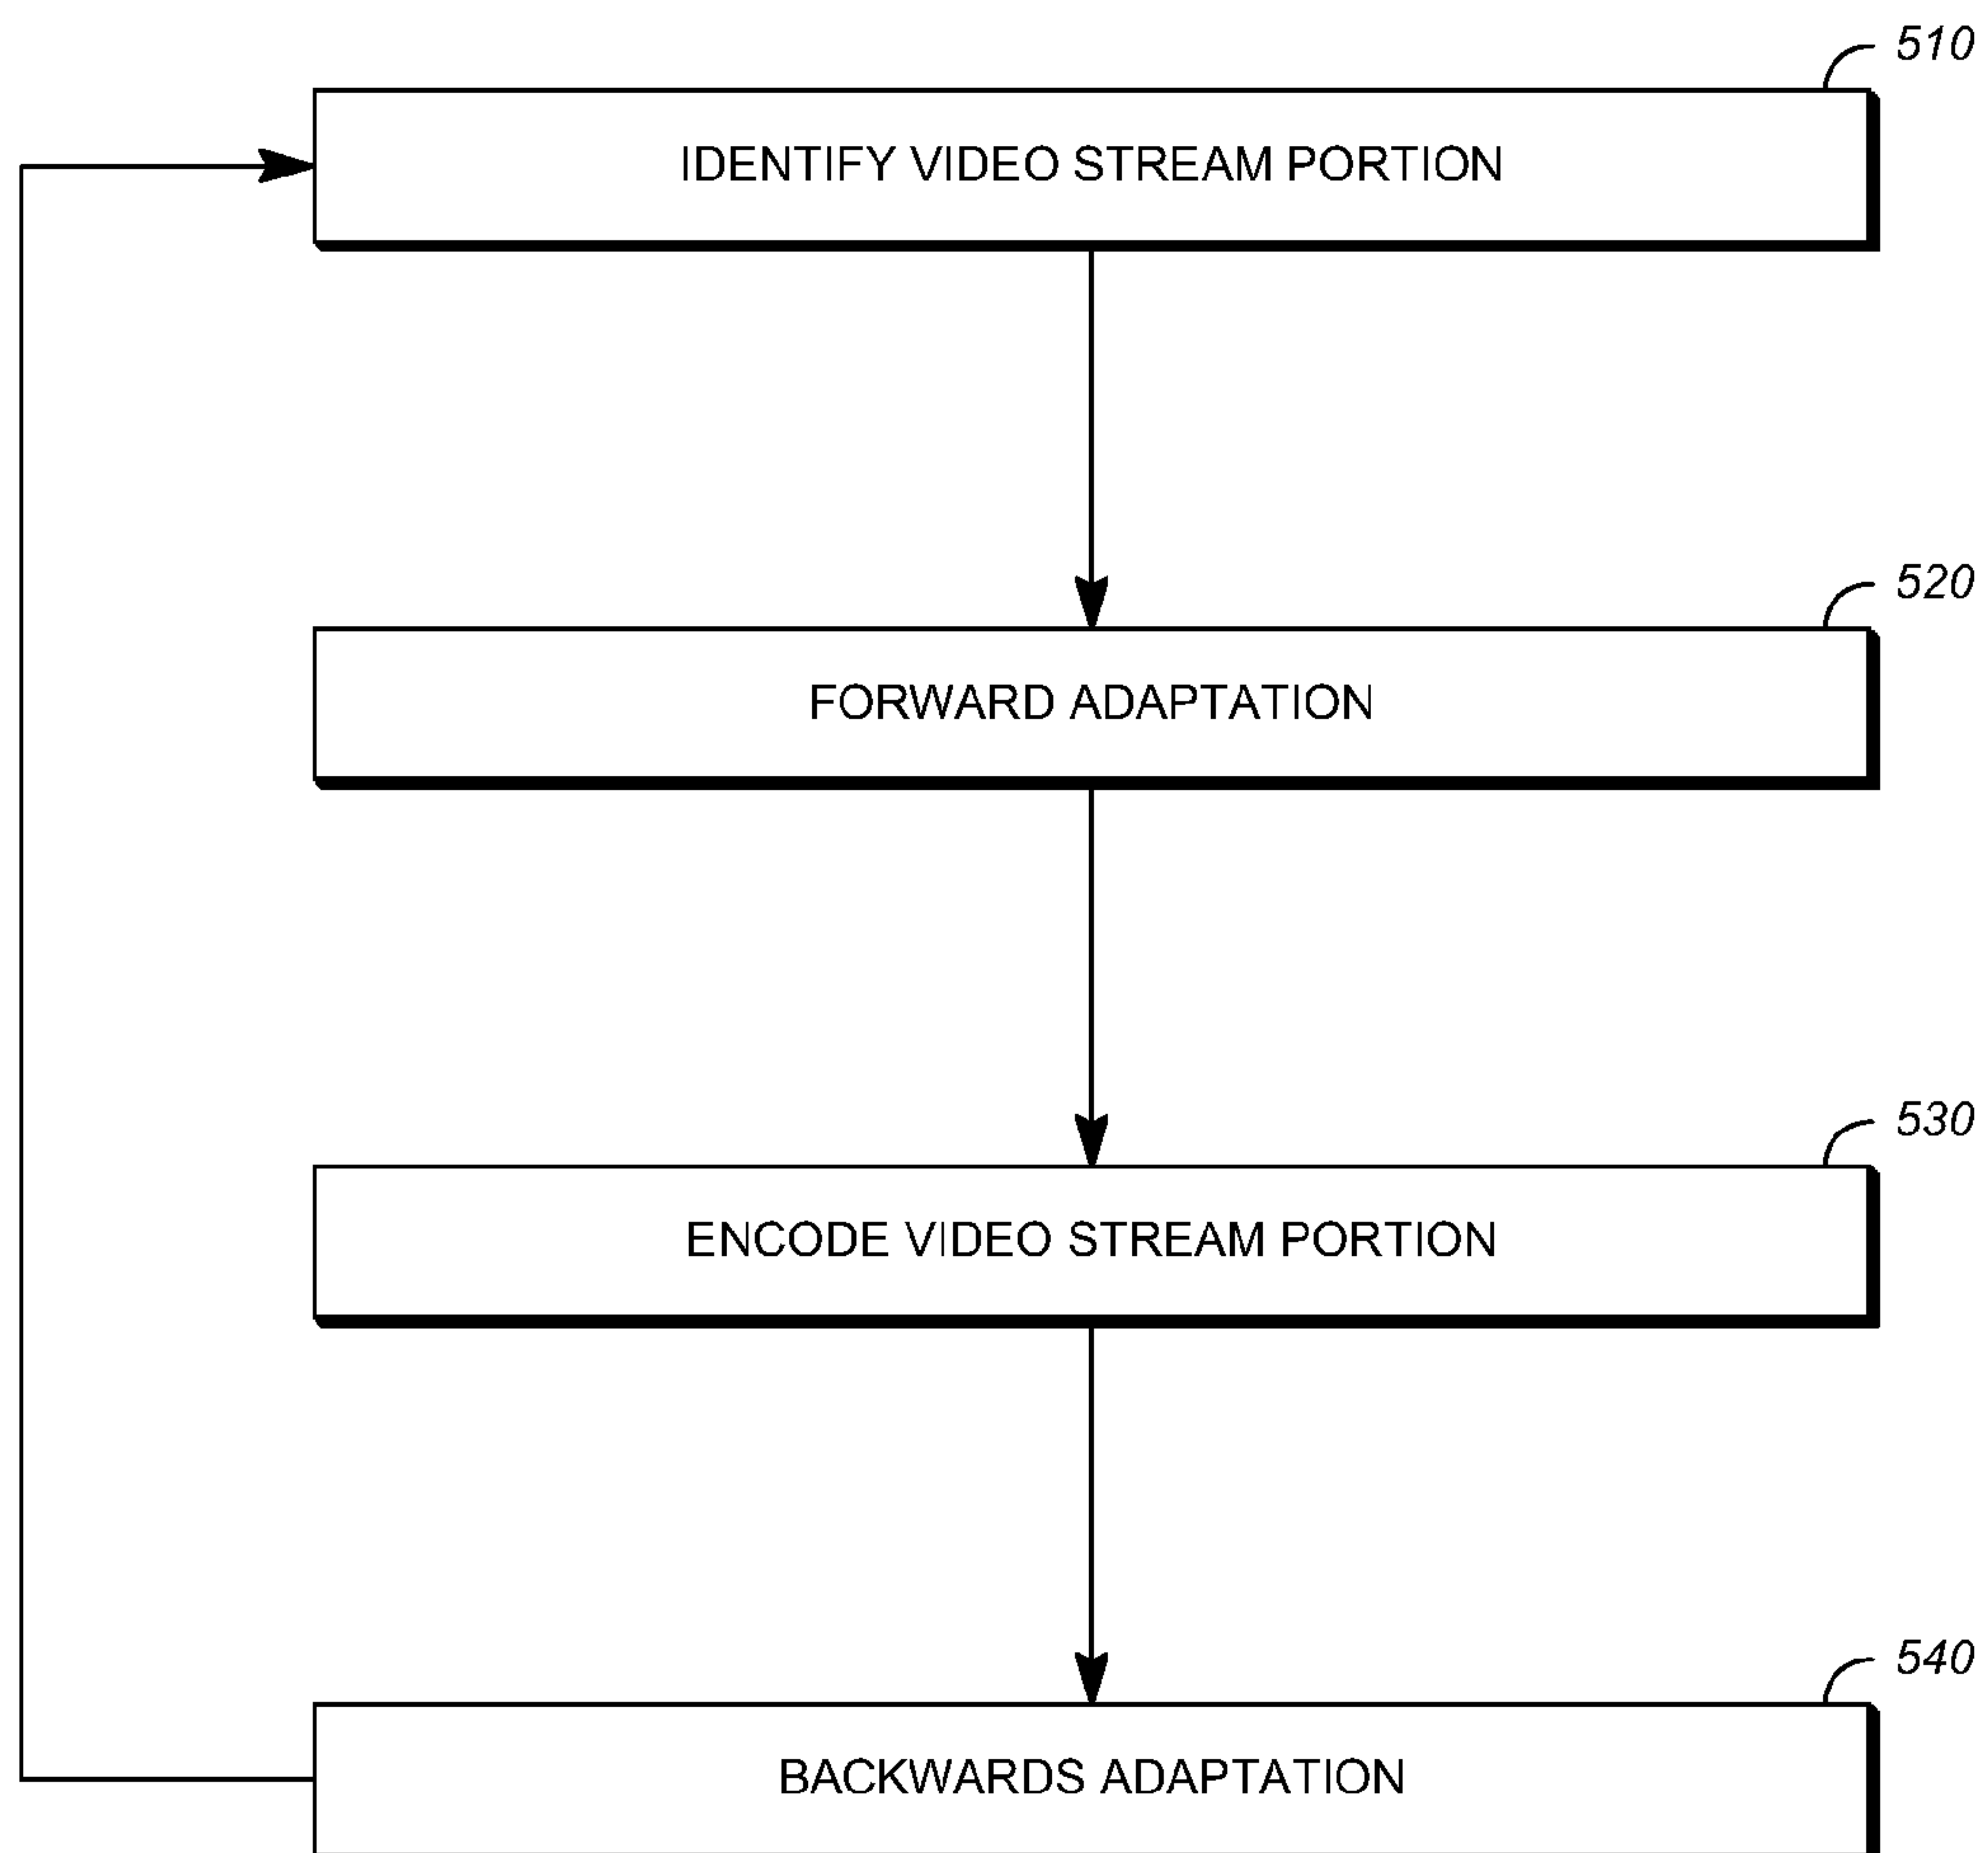 510
IDENTIFY VIDEO STREAM PORTION
520
FORWARD ADAPTATION
530
ENCODE VIDEO STREAM PORTION
540
BACKWARDS ADAPTATION